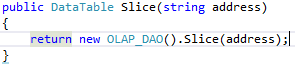 public DataTable Slice(string address)
{
return new OLAP_DAO().Slice(address);
}